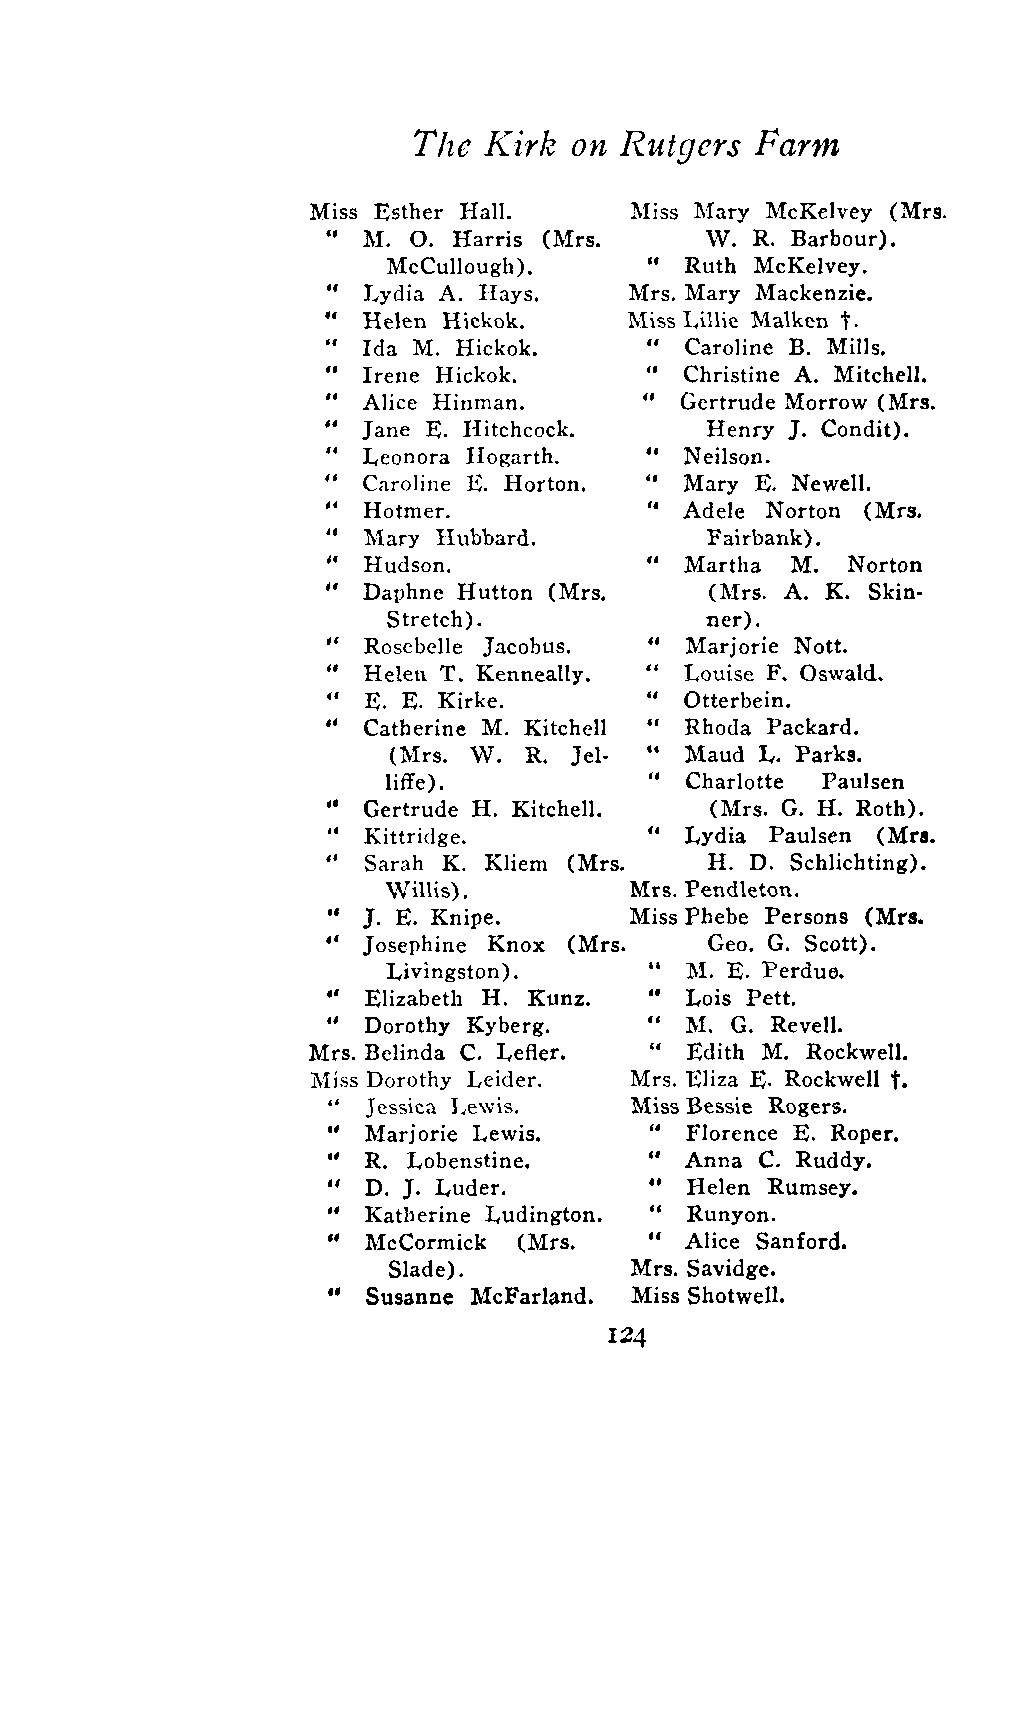 The Kirk on Rutgers Farm
Miss Esther Hall.
" M. O. Harris (Mrs.
McCullough).
" Lydia A. Hays.
" Helen Hickok.
" Ida M. Hickok.
" Irene Hickok.
" Alice Hinman.
" Jane E. Hitchcock.
" Leonora Hogarth.
" Caroline E. Horton.
" Hotmer.
" Mary Hubbard.
" Hudson.
" Daphne Hutton (Mrs.
Stretch).
" Rosebelle Jacobus.
" Helen T. Kenneally.
" E. E. Kirke.
" Catherine M. Kitchell
(Mrs. W. R. Jel-
liffe).
" Gertrude H. Kitchell.
" Kittridge.
" Sarah K. Kliem (Mrs.
Willis).
" J. E. Knipe.
" Josephine Knox (Mrs.
Livingston).
" Elizabeth H. Kunz.
" Dorothy Kyberg.
Mrs. Belinda C. Lefler.
Miss Dorothy Leider.
" Jessica Lewis.
" Marjorie Lewis.
" R. Lobenstine.
" D. J. Luder.
" Katherine Ludington.
" McCormick (Mrs.
Slade).
" Susanne McFarland.
Miss Mary McKelvey (Mrs.
W. R. Barbour).
" Ruth McKelvey.
Mrs. Mary Mackenzie.
Miss Lillie Malken †.
" Caroline B. Mills.
" Christine A. Mitchell.
" Gertrude Morrow (Mrs.
Henry J. Condit).
" Neilson.
" Mary E. Newell.
" Adele Norton (Mrs.
Fairbank).
" Martha M. Norton
(Mrs. A. K. Skin-
ner).
" Marjorie Nott.
" Louise F. Oswald.
" Otterbein.
" Rhoda Packard.
" Maud L. Parks.
" Charlotte Paulsen
(Mrs. G. H. Roth).
" Lydia Paulsen (Mrs.
H. D. Schlichting).
Mrs. Pendleton.
Miss Phebe Persons (Mrs.
Geo. G. Scott).
" M. E. Perdue.
" Lois Pett.
" M. G. Revell.
" Edith M. Rockwell.
Mrs. Eliza E. Rockwell †.
Miss Bessie Rogers.
" Florence E. Roper.
" Anna C. Ruddy.
" Helen Rumsey.
" Runyon.
" Alice Sanford.
Mrs. Savidge.
Miss Shotwell.
124